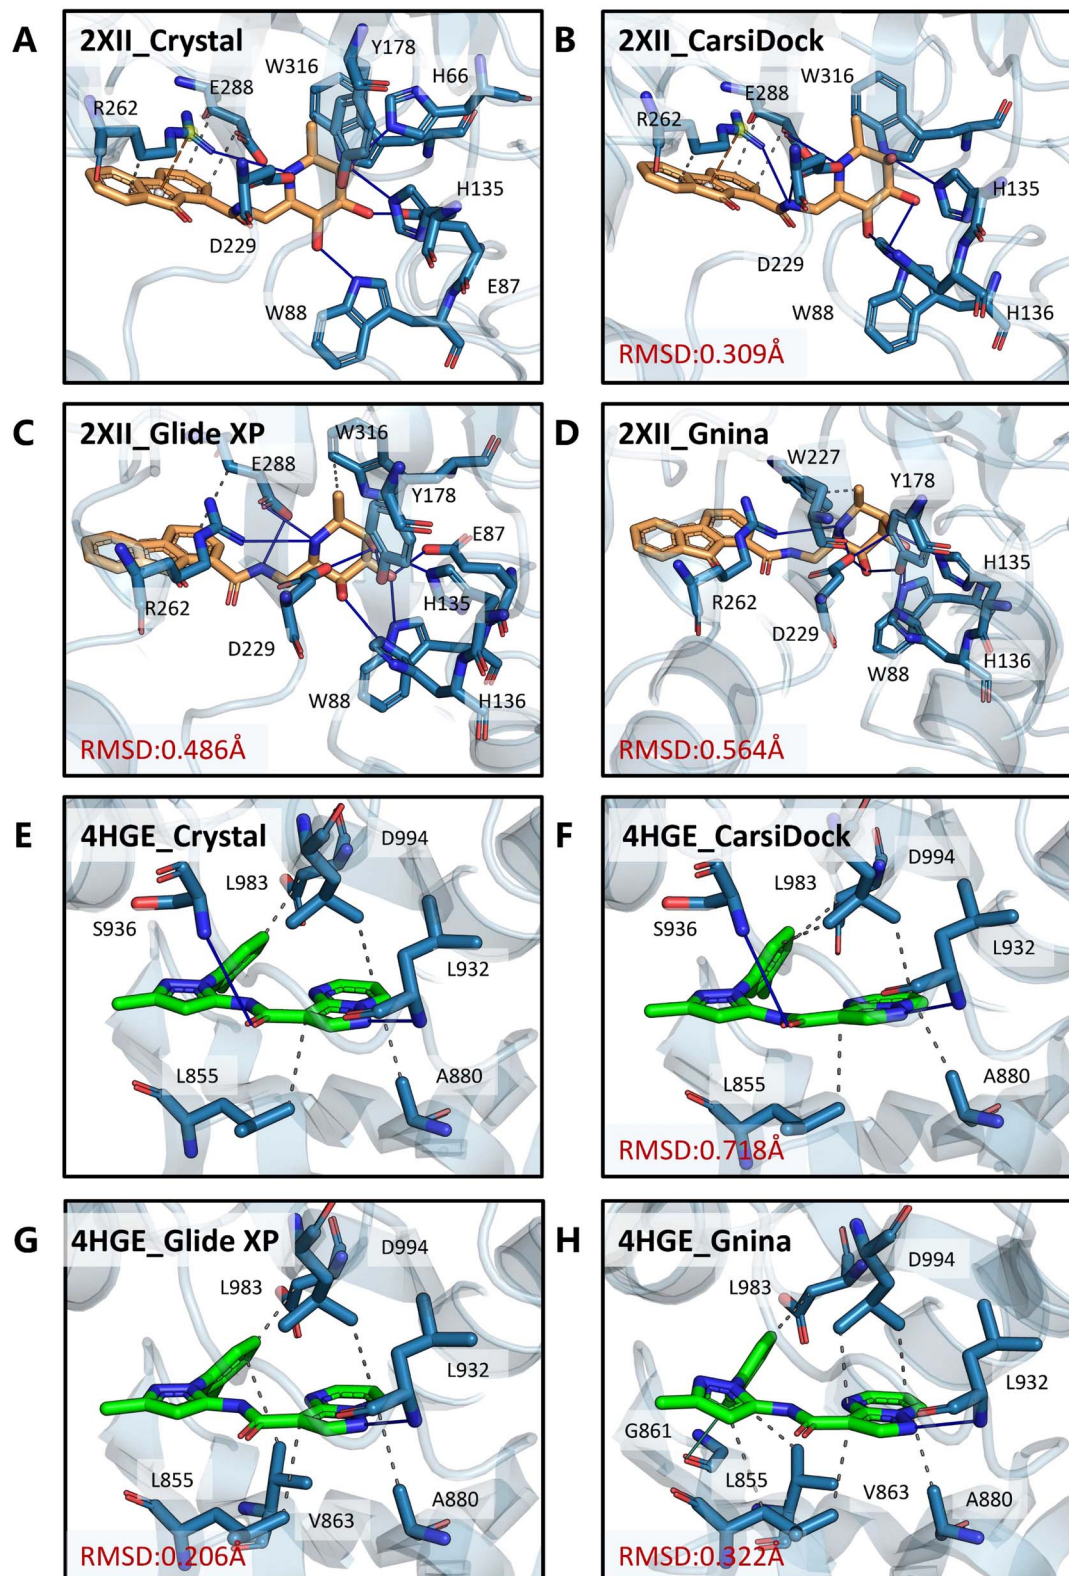 A
2XII_Crystal
Y178
W316
H66
E288
R262
H135
D229
E87
W88
B
2XII_CarsiDock
W316
E288
R262
H135
D229
W88
H136
RMSD:0.309Å
C
2XII_Glide XP
W316
E288
Y178
E87
R262
H135
D229
W88
H136
RMSD:0.486Å
D
2XII_Gnina
W227
Y178
H135
R262
D229
H136
W88
RMSD:0.564Å
E
4HGE_Crystal
D994
L983
S936
L932
L855
A880
F
4HGE_CarsiDock
D994
L983
S936
L932
L855
A880
RMSD:0.718Å
G
4HGE_Glide XP
D994
L983
L932
L855
A880
V863
RMSD:0.206Å
H
4HGE_Gnina
D994
L983
L932
G861
L855
V863
A880
RMSD:0.322Å